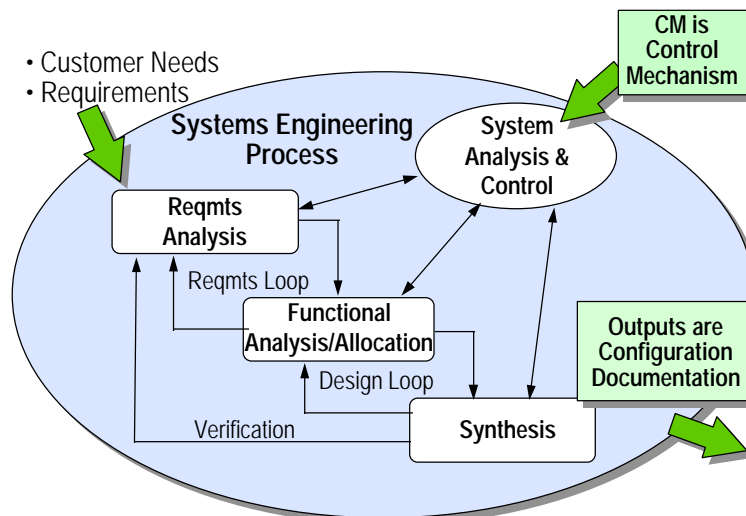 CM is
Control
Mechanism
• Customer Needs
• Requirements
Systems Engineering
Process
System
Analysis &
Control
Reqmts
Analysis
Reqmts Loop
Functional
Analysis/Allocation
Outputs are
Configuration
Documentation
Design Loop
Verification
Synthesis